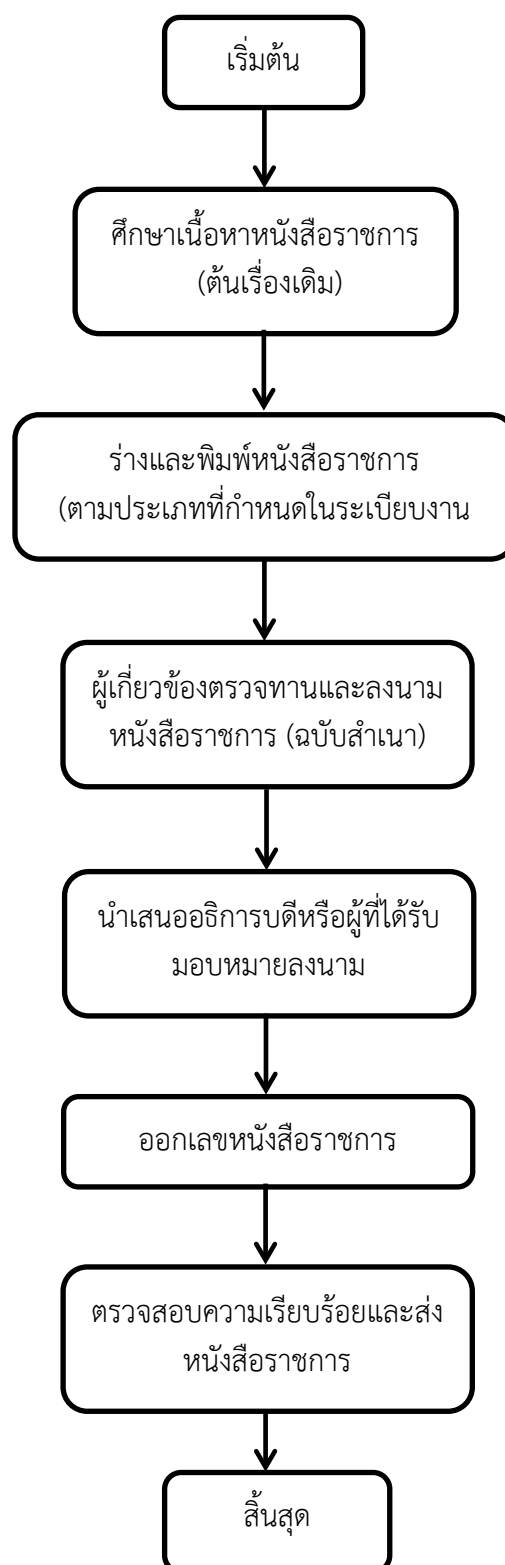 เริ่มต้น
ศึกษาเนื้อหาหนังสือราชการ
(ต้นเรื่องเดิม)
ร่างและพิมพ์หนังสือราชการ
(ตามประเภทที่กำหนดในระเบียบงาน
ผู้เกี่ยวข้องตรวจทานและลงนาม
หนังสือราชการ (ฉบับสำเนา)
นำเสนออธิการบดีหรือผู้ที่ได้รับ
มอบหมายลงนาม
ออกเลขหนังสือราชการ
ตรวจสอบความเรียบร้อยและส่ง
หนังสือราชการ
สิ้นสุด